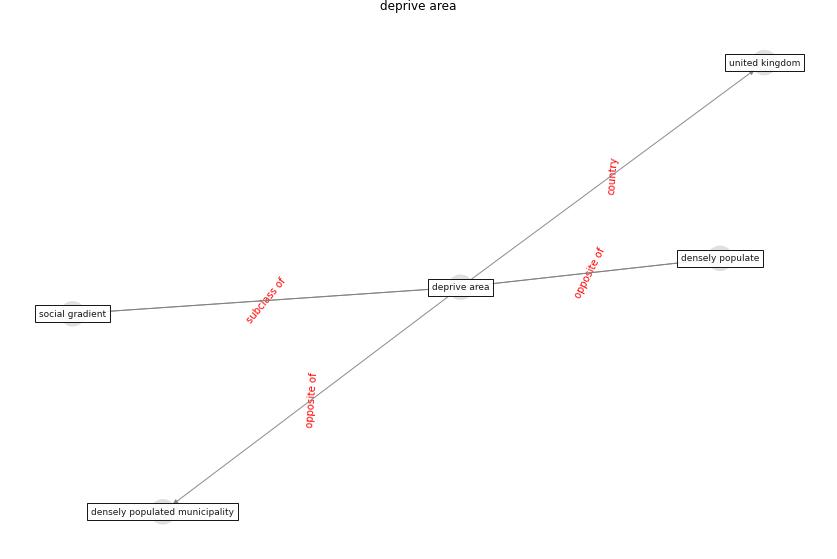 deprive area
united kingdom
country
densely populate
opposite of
deprive area
subclass of
social gradient
opposite of
densely populated municipality